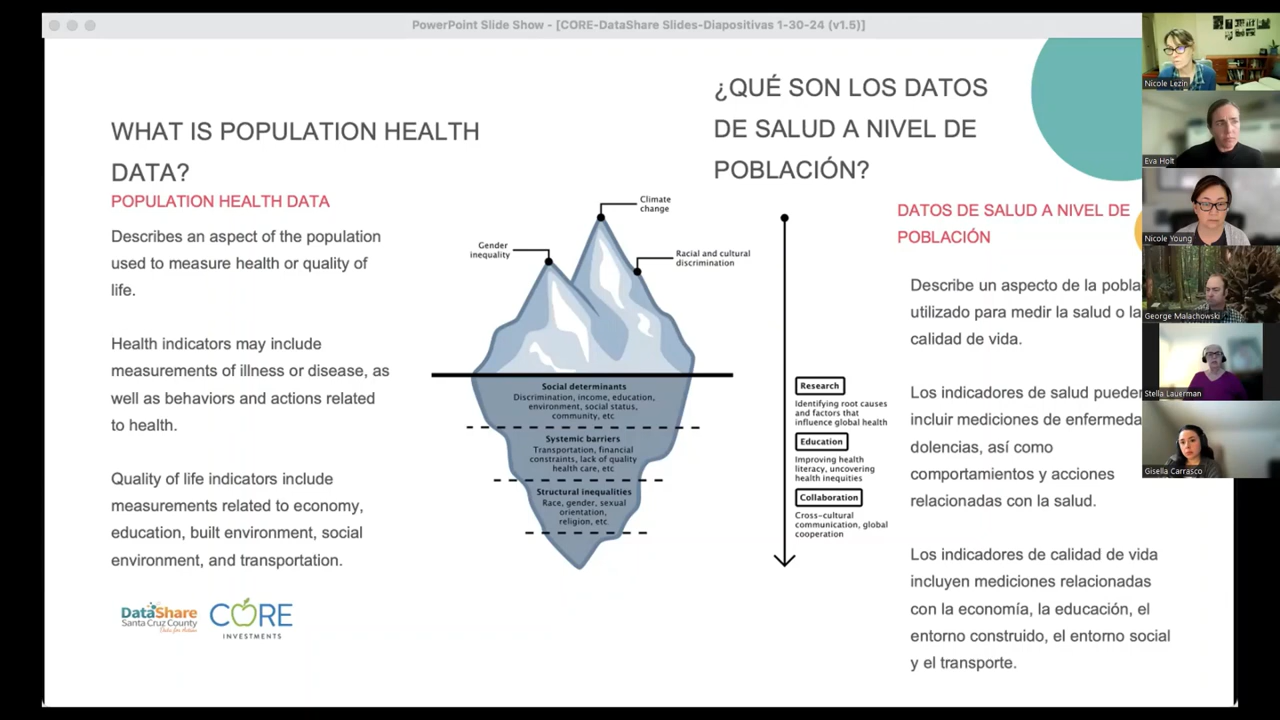 PowerPoint Slide Show - [CORE-DataShare Slides-Diapositivas 1-30-24 (v1.5)]
WHAT IS POPULATION HEALTH
DATA?
POPULATION HEALTH DATA
Describes an aspect of the population
used to measure health or quality of
life.
Health indicators may include
measurements of illness or disease, as
well as behaviors and actions related
to health.
Quality of life indicators include
measurements related to economy,
education, built environment, social
environment, and transportation.
DataShare
Santa Cruz County
Data for Action
CORE
INVESTMENTS
Climate
change
Gender
inequality
Racial and cultural
discrimination
Social determinants
Discrimination, income, education,
environment, social status,
community, etc
Systemic barriers
Transportation, financial
constraints, lack of quality
health care, etc
Structural inequalities
Race, gender, sexual
orientation,
religion, etc.
Research
Identifying root causes
and factors that
influence global health
Education
Improving health
literacy, uncovering
health inequities
Collaboration
Cross-cultural
communication, global
cooperation
¿QUÉ SON LOS DATOS
DE SALUD A NIVEL DE
POBLACIÓN?
DATOS DE SALUD A NIVEL DE
POBLACIÓN
Describe un aspecto de la pobla
utilizado para medir la salud o la
calidad de vida.
Los indicadores de salud pueden
incluir mediciones de enfermeda
dolencias, así como
comportamientos y acciones
relacionadas con la salud.
Los indicadores de calidad de vida
incluyen mediciones relacionadas
con la economía, la educación, el
entorno construido, el entorno social
y el transporte.
Nicole Lezin
Eva Holt
Nicole Young
George Malachowski
Stella Lauerman
Gisella Carrasco